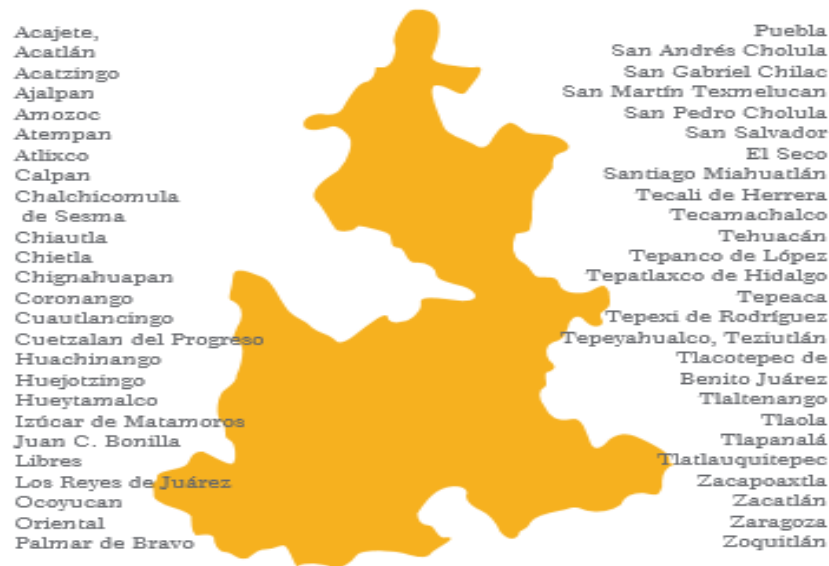 Acajete,
Acatlán
Acatzingo
Ajalpan
Amozoc
Atempan
Atlixco
Calpan
Chalchicomula
de Sesma
Chiautla
Chietla
Chignahuapan
Coronango
Cuautlancingo
Cuetzalan del Progreso
Huachinango
Huejotzingo
Hueytamalco
Izúcar de Matamoros
Juan C. Bonilla
Libres
Los Reyes de Juárez
Ocoyucan
Oriental
Palmar de Bravo
Puebla
San Andrés Cholula
San Gabriel Chilac
San Martín Texmelucan
San Pedro Cholula
San Salvador
El Seco
Santiago Miahuatlán
Tecali de Herrera
Tecamachalco
Tehuacán
Tepanco de López
Tepatlaxco de Hidalgo
Tepeaca
Tepexi de Rodríguez
Tepeyahualco, Teziutlán
Tlacotepec de
Benito Juárez
Tlaltenango
Tlaola
Tlapanalá
Tlatlauquitepec
Zacapoaxtla
Zacatlán
Zaragoza
Zoquitlán